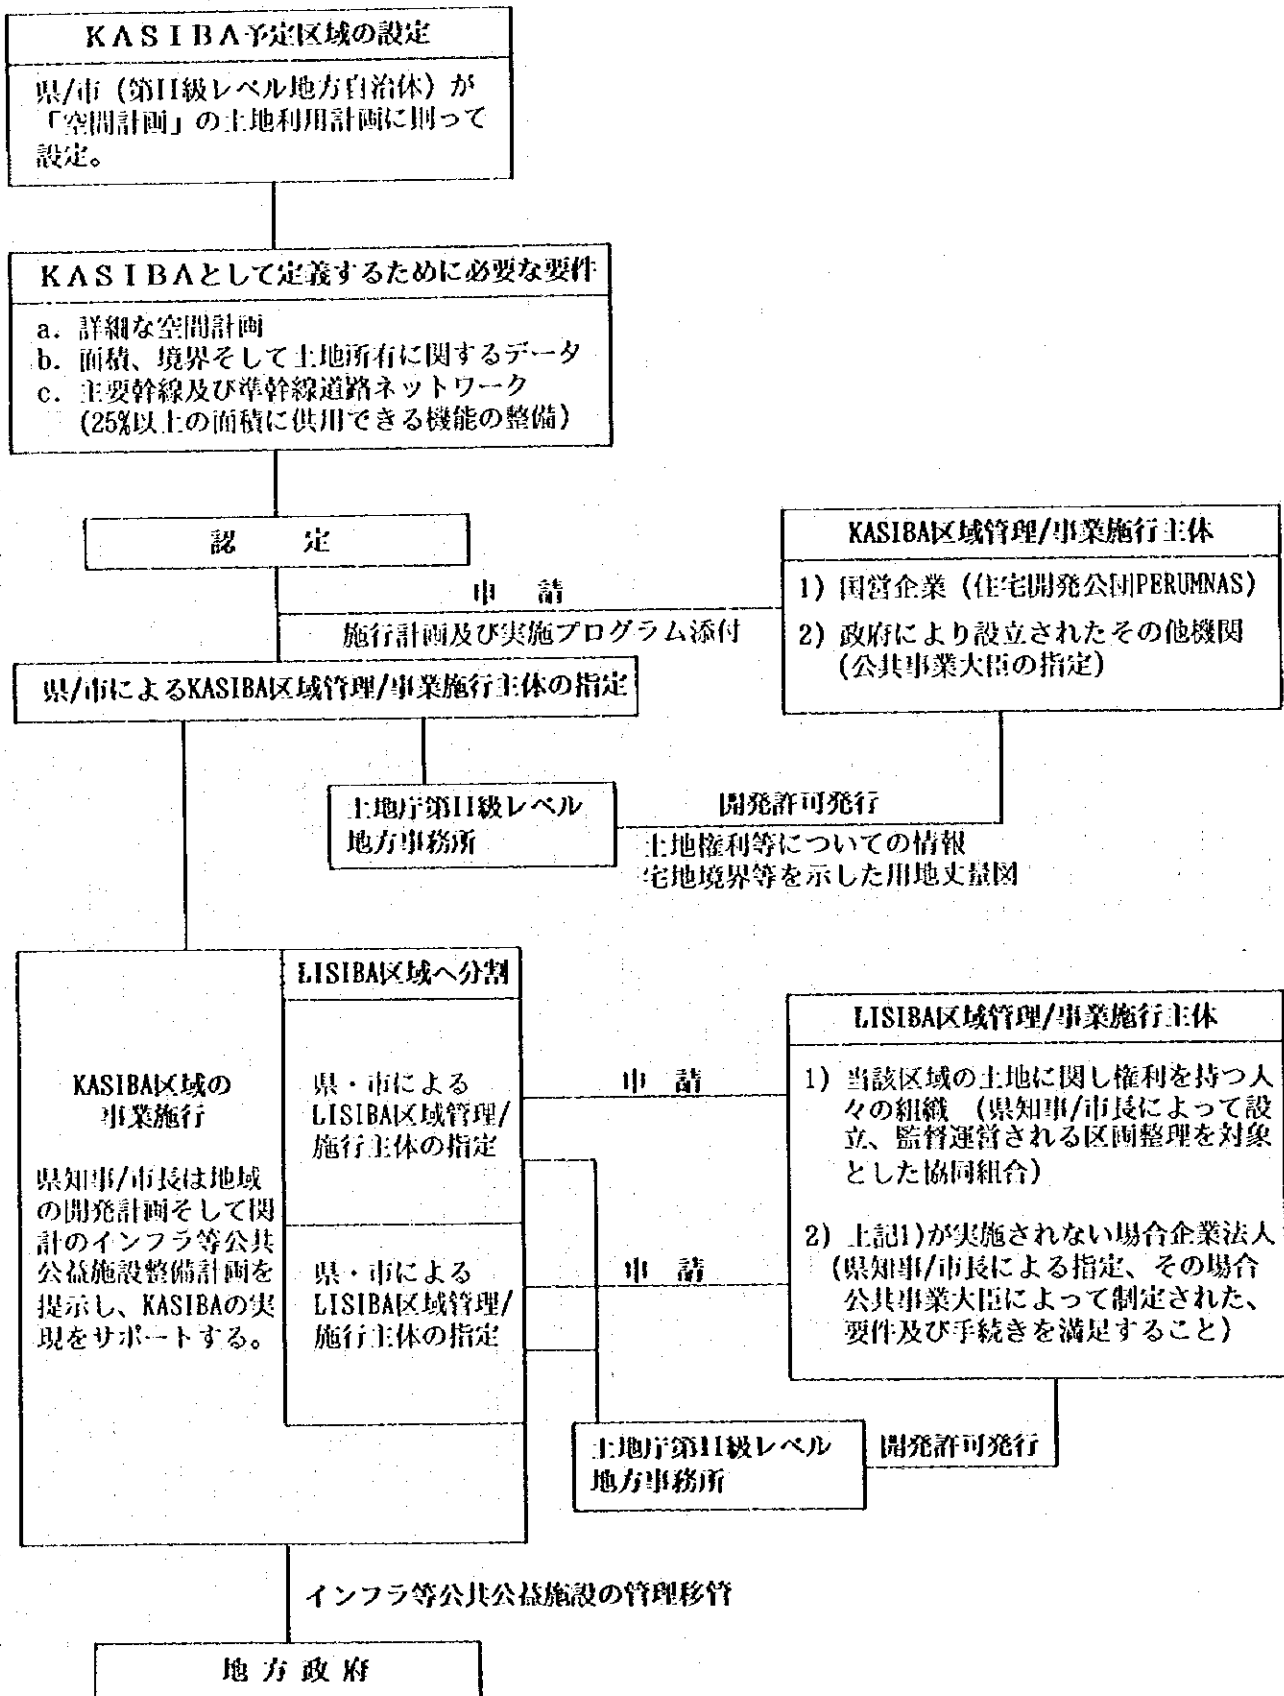 KASIBA予定区域の設定
県/市（第II級レベル地方自治体）が
「空間計画」の土地利用計画に則って
設定。
KASIBAとして定義するために必要な要件
a. 詳細な空間計画
b. 面積、境界そして土地所有に関するデータ
c. 主要幹線及び準幹線道路ネットワーク
(25%以上の面積に供用できる機能の整備)
認　定
申　請
施行計画及び実施プログラム添付
KASIBA区域管理/事業施行主体
1) 国営企業（住宅開発公団PERUMNAS）
2) 政府により設立されたその他機関
(公共事業大臣の指定)
県/市によるKASIBA区域管理/事業施行主体の指定
土地庁第II級レベル
地方事務所
開発許可発行
土地権利等についての情報
宅地境界等を示した用地丈量図
KASIBA区域の
事業施行
県知事/市長は地域
の開発計画そして関
計のインフラ等公共
公益施設整備計画を
提示し、KASIBAの実
現をサポートする。
LISIBA区域へ分割
県・市による
LISIBA区域管理/
施行主体の指定
県・市による
LISIBA区域管理/
施行主体の指定
申　請
申　請
LISIBA区域管理/事業施行主体
1) 当該区域の土地に関し権利を持つ人
々の組織 （県知事/市長によって設
立、監督運営される区画整理を対象
とした協同組合）
2) 上記1)が実施されない場合企業法人
(県知事/市長による指定、その場合
公共事業大臣によって制定された、
要件及び手続きを満足すること)
土地庁第II級レベル
地方事務所
開発許可発行
インフラ等公共公益施設の管理移管
地方政府